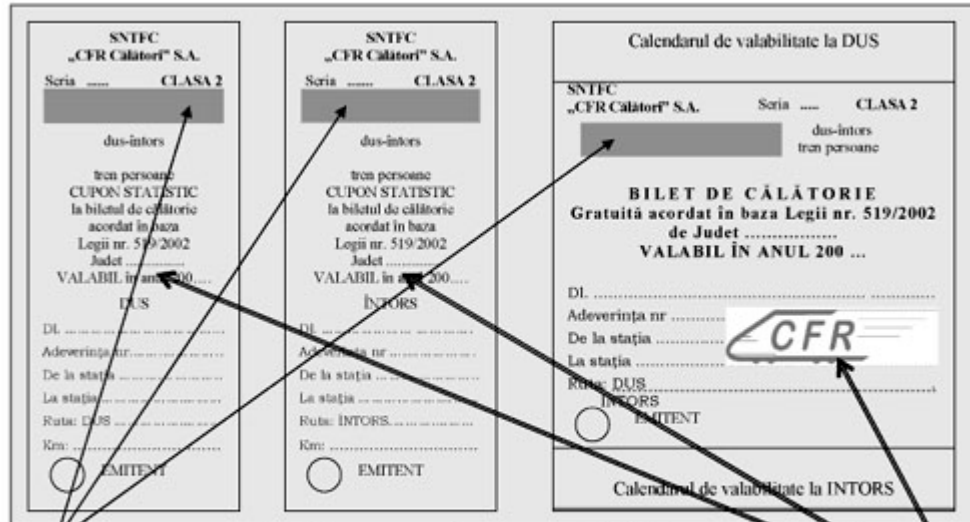 SNTFC
„CFR Călători” S.A.
Seria ...... CLASA 2
dus-întors
tren persoane
CUPON STATISTIC
la biletul de călătorie
acordat în baza
Legii nr. 519/2002
Judet ..................
VALABIL în anul 200.....
DUS
Dl. ..............................
Adeverința nr......................
De la stația .....................
La stația ........................
Ruta: DUS.......................
Km: .............................
EMITENT
SNTFC
„CFR Călători” S.A.
Seria ....... CLASA 2
dus-întors
tren persoane
CUPON STATISTIC
la biletul de călătorie
acordat în baza
Legii nr. 519/2002
Judet ..................
VALABIL în anul 200.....
ÎNTORS
Dl. ..............................
Adeverința nr .....................
De la stația .....................
La stația ........................
Ruta: ÎNTORS...................
Km: .............................
EMITENT
Calendarul de valabilitate la DUS
SNTFC
„CFR Călători” S.A. Seria ..... CLASA 2
dus-întors
tren persoane
BILET DE CĂLĂTORIE
Gratuită acordat în baza Legii nr. 519/2002
de Judet .................
VALABIL ÎN ANUL 200 ...
Dl. .................................................. ............
Adeverința nr ...........
De la stația ..............
La stația ................
CFR
Ruta: DUS ..................................................
INTORS
EMITENT
Calendarul de valabilitate la INTORS